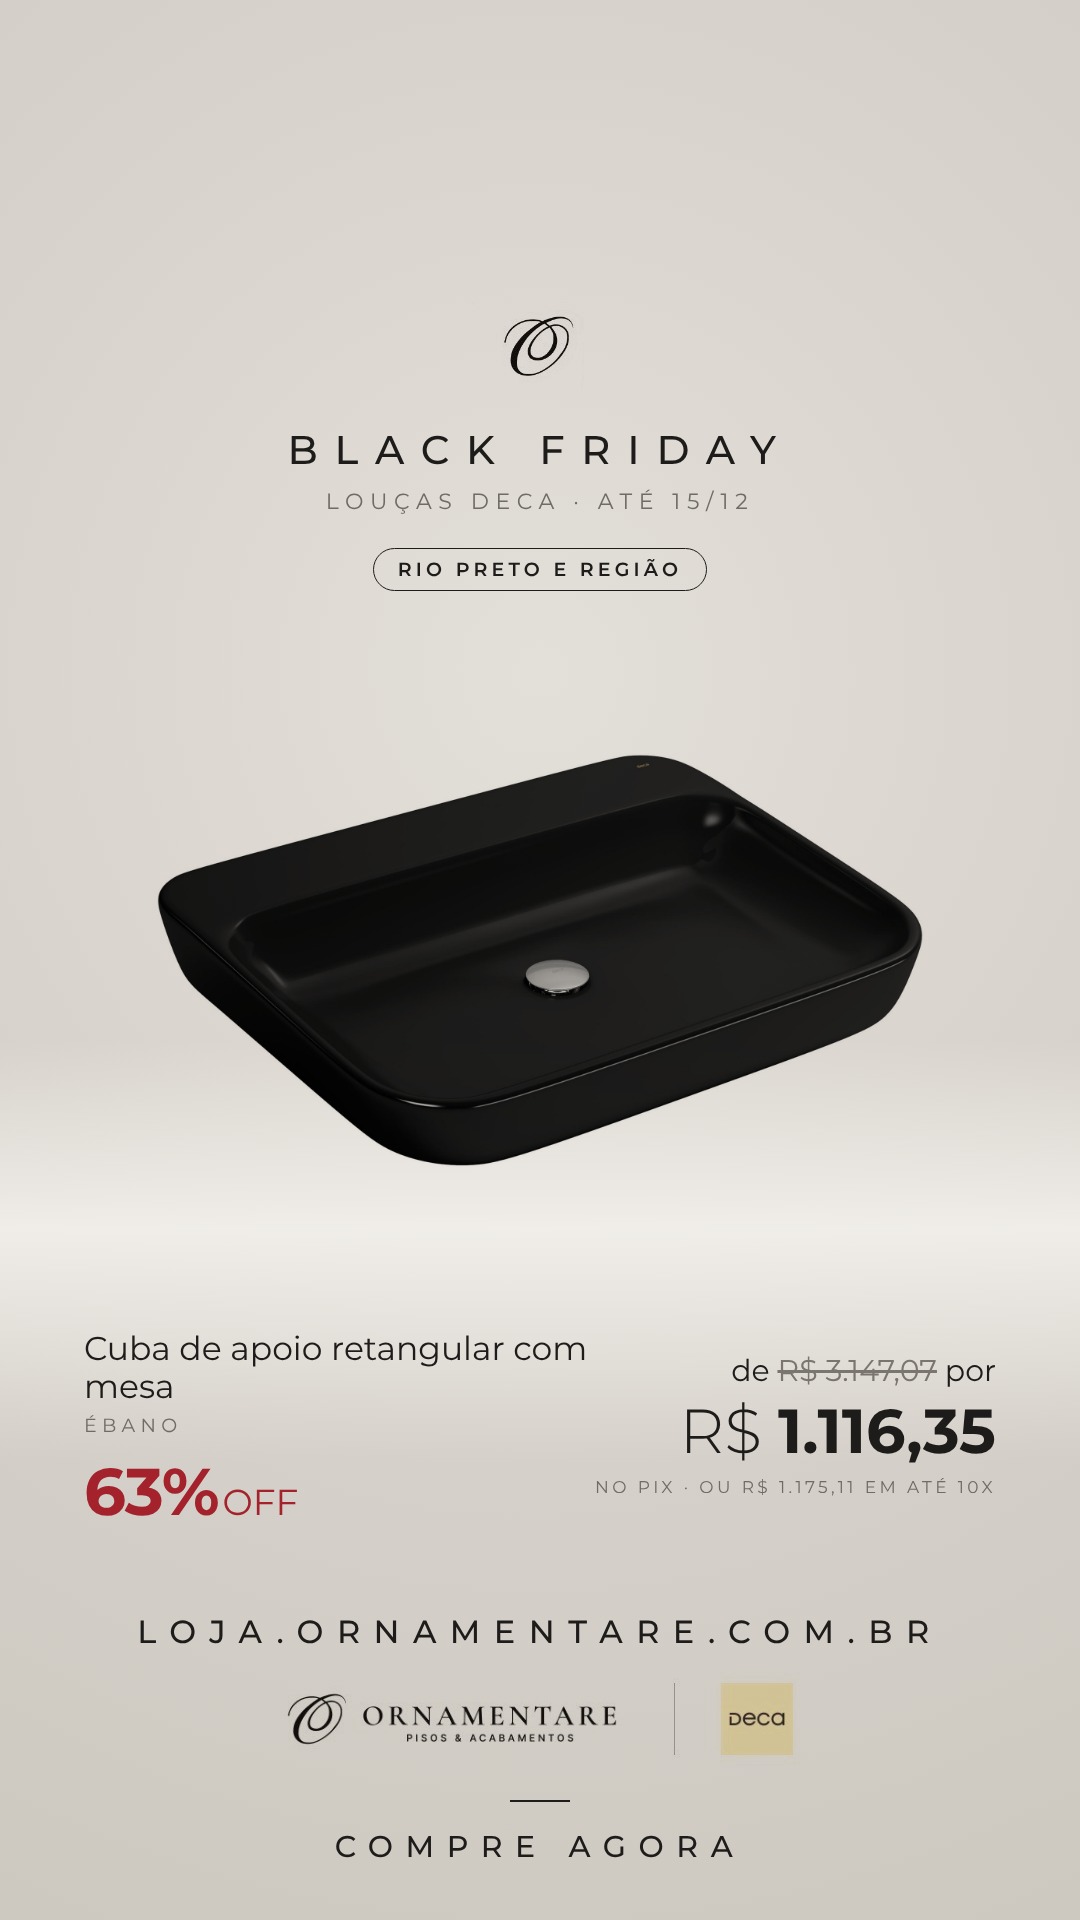 O
BLACK FRIDAY
LOUÇAS DECA · ATÉ 15/12
RIO PRETO E REGIÃO
Cuba de apoio retangular com
mesa
ÉBANO
63% OFF
de R$ 3.147,07 por
R$ 1.116,35
NO PIX · OU R$ 1.175,11 EM ATÉ 10X
LOJA.ORNAMENTARE.COM.BR
O ORNAMENTARE
PISOS & ACABAMENTOS
Deca
COMPRE AGORA